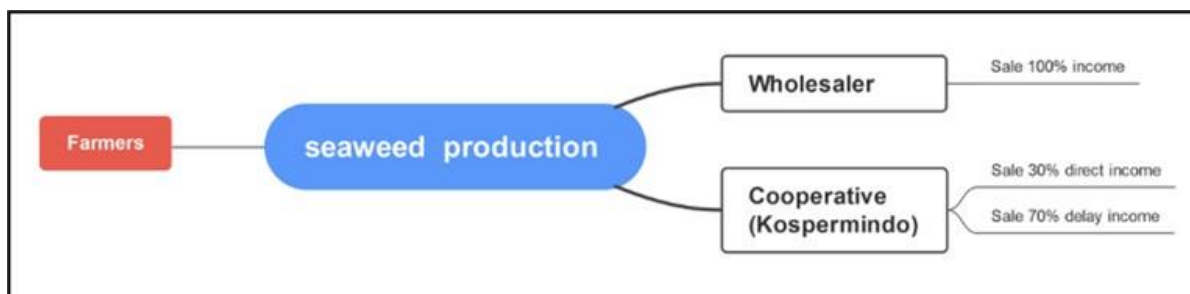 Farmers
seaweed production
Wholesaler
Sale 100% income
Cooperative
(Kospermindo)
Sale 30% direct income
Sale 70% delay income